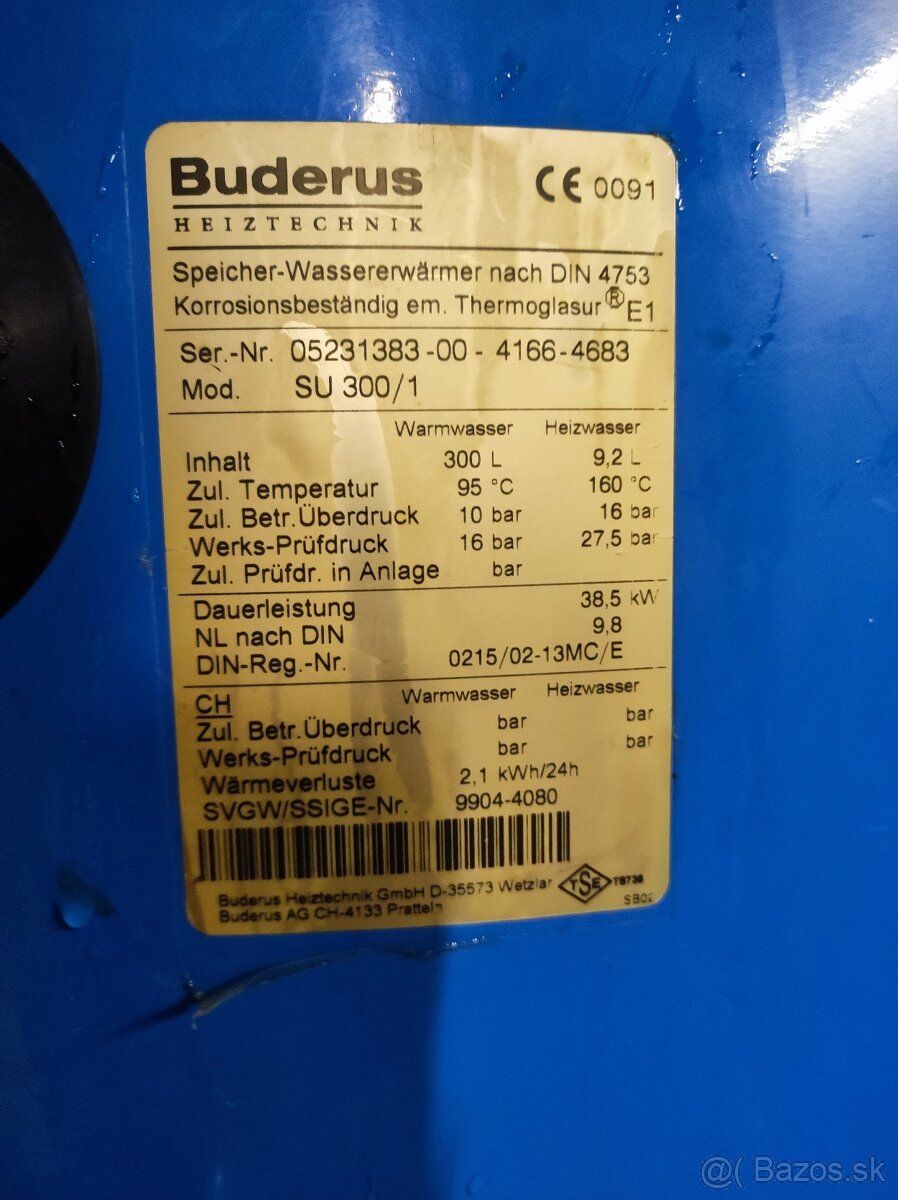 Buderus
HEIZTECHNIK
CE 0091
Speicher-Wassererwärmer nach DIN 4753
Korrosionsbeständig em. Thermoglasur ® E1
Ser.-Nr. 05231383-00 - 4166-4683
Mod. SU 300/1
Warmwasser Heizwasser
Inhalt 300 L 9,2 L
Zul. Temperatur 95 °C 160 °C
Zul. Betr.Überdruck 10 bar 16 bar
Werks-Prüfdruck 16 bar 27,5 bar
Zul. Prüfdr. in Anlage bar
Dauerleistung 38,5 kW
NL nach DIN 9,8
DIN-Reg.-Nr. 0215/02-13MC/E
CH Warmwasser Heizwasser
Zul. Betr.Überdruck bar bar
Werks-Prüfdruck bar bar
Wärmeverluste 2,1 kWh/24h
SVGW/SSIGE-Nr. 9904-4080
Buderus Heiztechnik GmbH D-35573 Wetzlar
Buderus AG CH-4133 Pratteln
TSE TS736
@( Bazos.sk